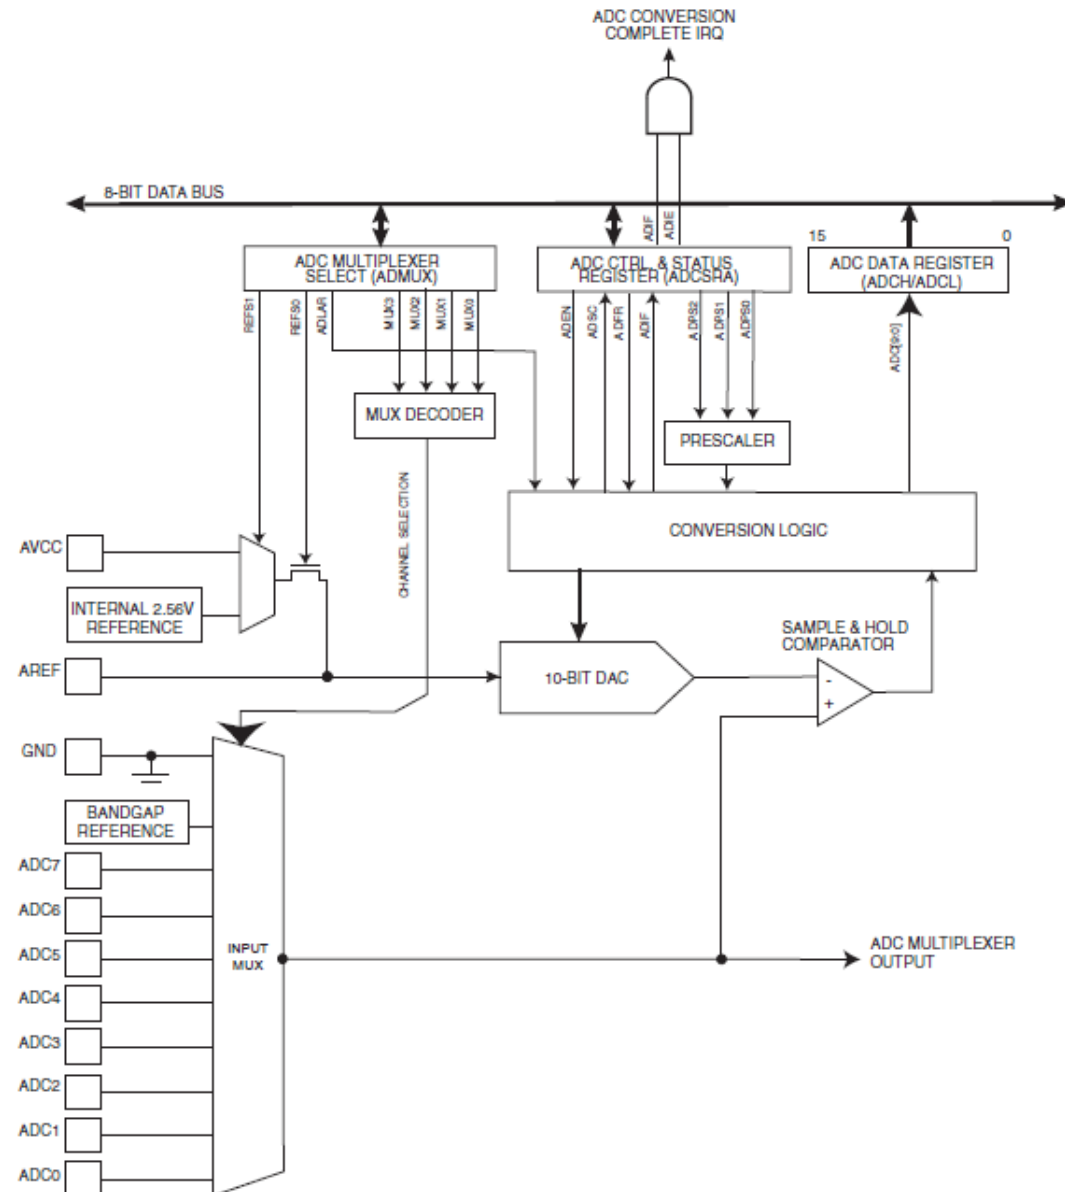 ADC CONVERSION
COMPLETE IRQ
8-BIT DATA BUS
ADIF
ADIE
15
0
ADC MULTIPLEXER
SELECT (ADMUX)
ADC CTRL. & STATUS
REGISTER (ADCSRA)
ADC DATA REGISTER
(ADCH/ADCL)
REFS1
REFS0
ADLAR
MUX3
MUX2
MUX1
MUX0
ADEN
ADSC
ADFR
ADIF
ADPS2
ADPS1
ADPS0
ADC[9:0]
MUX DECODER
PRESCALER
CHANNEL SELECTION
CONVERSION LOGIC
AVCC
INTERNAL 2.56V
REFERENCE
SAMPLE & HOLD
COMPARATOR
AREF
10-BIT DAC
-
+
GND
BANDGAP
REFERENCE
ADC7
ADC6
ADC5
ADC4
ADC3
ADC2
ADC1
ADC0
INPUT
MUX
ADC MULTIPLEXER
OUTPUT